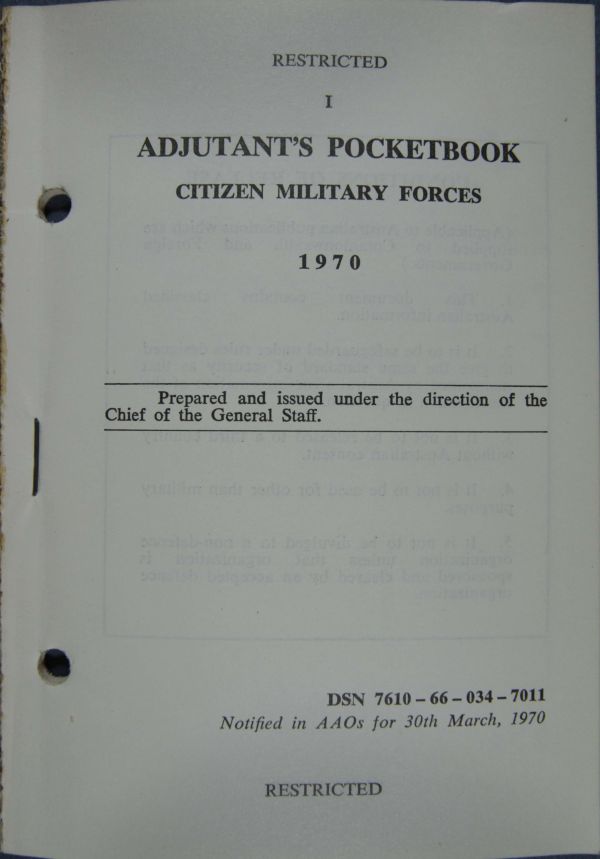 RESTRICTED
I
ADJUTANT'S POCKETBOOK
CITIZEN MILITARY FORCES
1970
Prepared and issued under the direction of the
Chief of the General Staff.
DSN 7610-66-034-7011
Notified in AAOs for 30th March, 1970
RESTRICTED